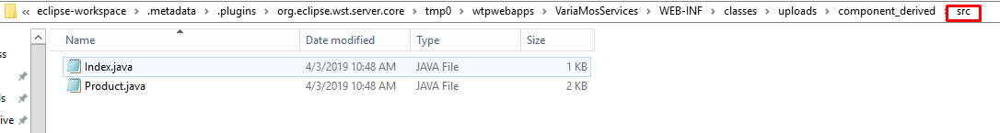 eclipse-workspace > .metadata > .plugins > org.eclipse.wst.server.core > tmp0 > wtpwebapps > VariaMosServices > WEB-INF > classes > uploads > component_derived > src
Name Date modified Type Size
Index.java 4/3/2019 10:48 AM JAVA File 1 KB
Product.java 4/3/2019 10:48 AM JAVA File 2 KB
ss
ls
ive